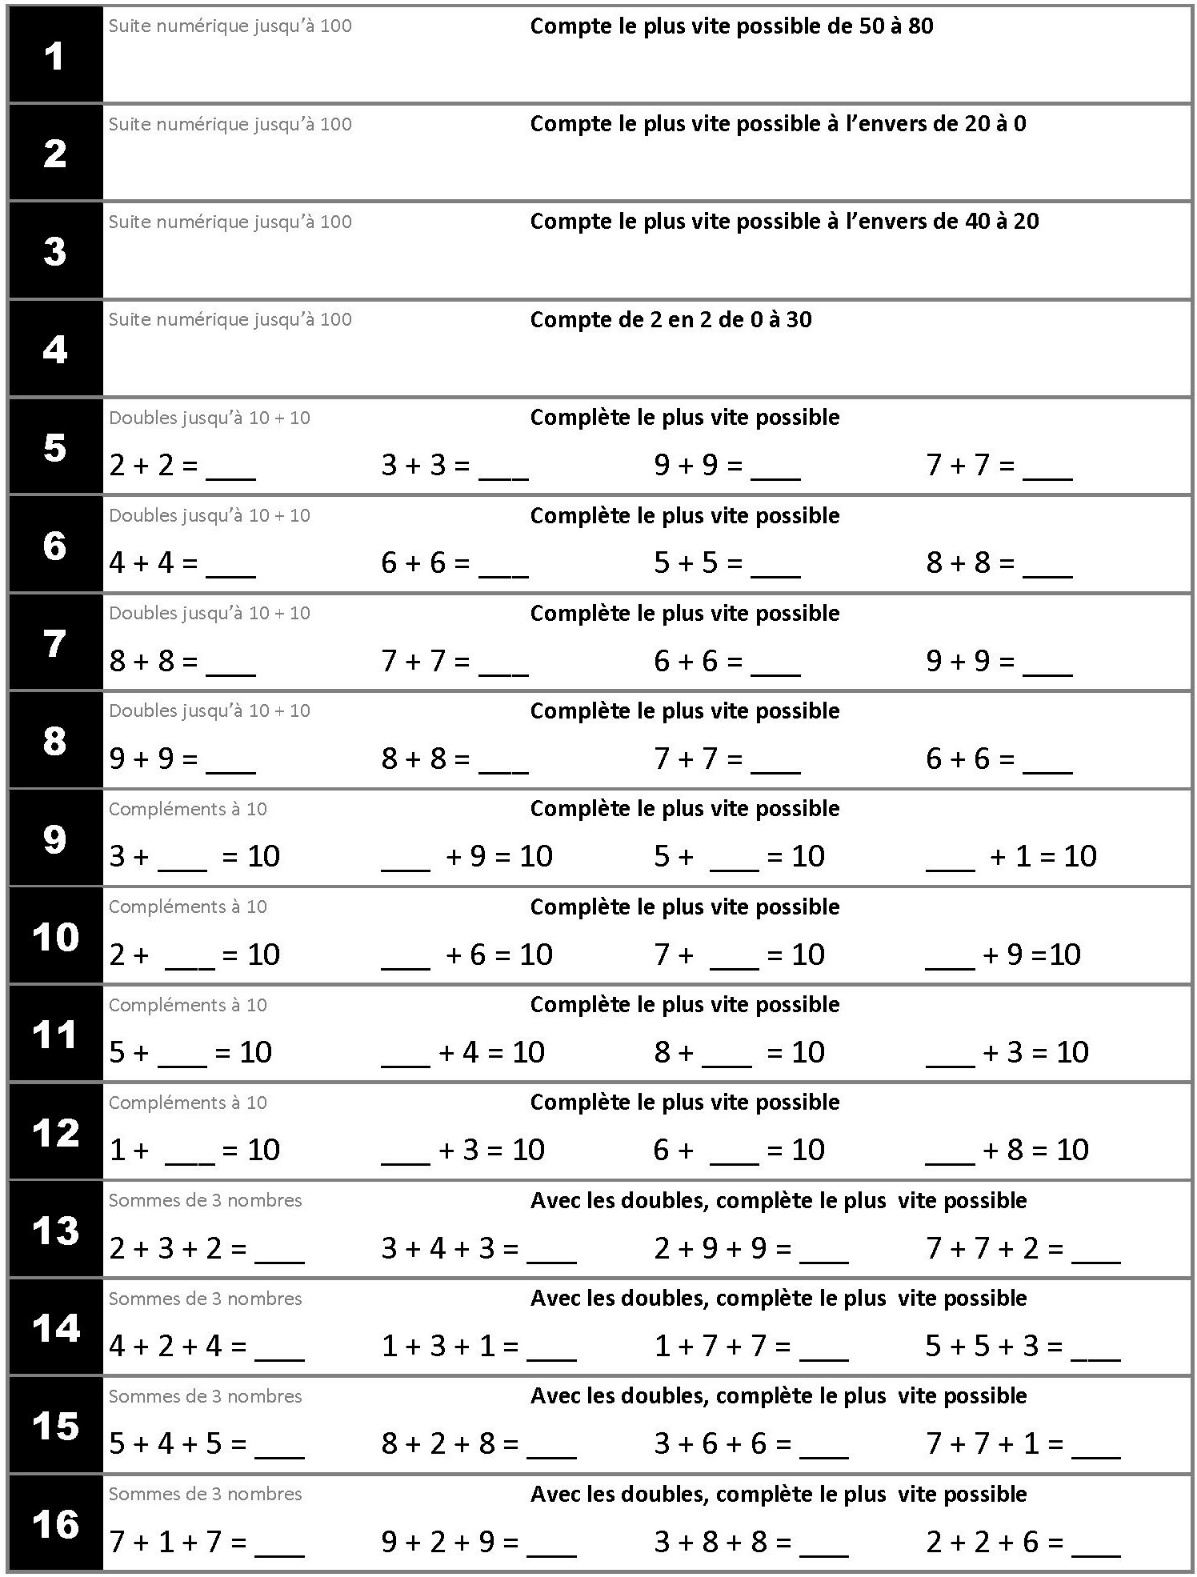 1
Suite numérique jusqu'à 100 Compte le plus vite possible de 50 à 80
2
Suite numérique jusqu'à 100 Compte le plus vite possible à l'envers de 20 à 0
3
Suite numérique jusqu'à 100 Compte le plus vite possible à l'envers de 40 à 20
4
Suite numérique jusqu'à 100 Compte de 2 en 2 de 0 à 30
5
Doubles jusqu'à 10 + 10 Complète le plus vite possible
2 + 2 = ___ 3 + 3 = ___ 9 + 9 = ___ 7 + 7 = ___
6
Doubles jusqu'à 10 + 10 Complète le plus vite possible
4 + 4 = ___ 6 + 6 = ___ 5 + 5 = ___ 8 + 8 = ___
7
Doubles jusqu'à 10 + 10 Complète le plus vite possible
8 + 8 = ___ 7 + 7 = ___ 6 + 6 = ___ 9 + 9 = ___
8
Doubles jusqu'à 10 + 10 Complète le plus vite possible
9 + 9 = ___ 8 + 8 = ___ 7 + 7 = ___ 6 + 6 = ___
9
Compléments à 10 Complète le plus vite possible
3 + ___ = 10 ___ + 9 = 10 5 + ___ = 10 ___ + 1 = 10
10
Compléments à 10 Complète le plus vite possible
2 + ___ = 10 ___ + 6 = 10 7 + ___ = 10 ___ + 9 =10
11
Compléments à 10 Complète le plus vite possible
5 + ___ = 10 ___ + 4 = 10 8 + ___ = 10 ___ + 3 = 10
12
Compléments à 10 Complète le plus vite possible
1 + ___ = 10 ___ + 3 = 10 6 + ___ = 10 ___ + 8 = 10
13
Sommes de 3 nombres Avec les doubles, complète le plus vite possible
2 + 3 + 2 = ___ 3 + 4 + 3 = ___ 2 + 9 + 9 = ___ 7 + 7 + 2 = ___
14
Sommes de 3 nombres Avec les doubles, complète le plus vite possible
4 + 2 + 4 = ___ 1 + 3 + 1 = ___ 1 + 7 + 7 = ___ 5 + 5 + 3 = ___
15
Sommes de 3 nombres Avec les doubles, complète le plus vite possible
5 + 4 + 5 = ___ 8 + 2 + 8 = ___ 3 + 6 + 6 = ___ 7 + 7 + 1 = ___
16
Sommes de 3 nombres Avec les doubles, complète le plus vite possible
7 + 1 + 7 = ___ 9 + 2 + 9 = ___ 3 + 8 + 8 = ___ 2 + 2 + 6 = ___